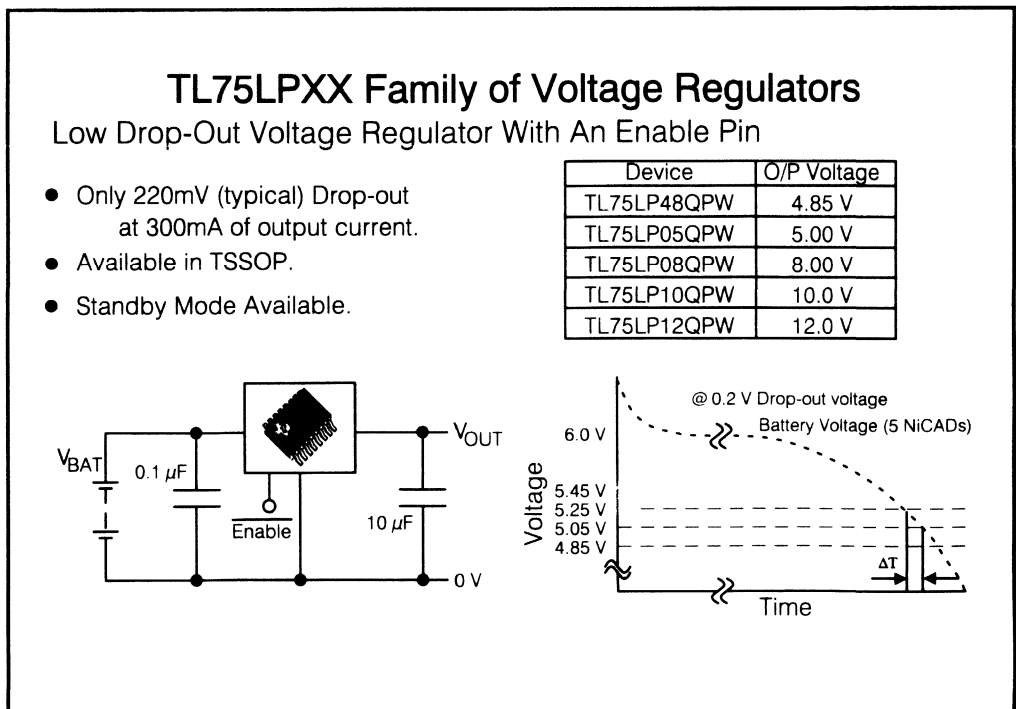 TL75LPXX Family of Voltage Regulators
Low Drop-Out Voltage Regulator With An Enable Pin
● Only 220mV (typical) Drop-out
at 300mA of output current.
● Available in TSSOP.
● Standby Mode Available.
Device O/P Voltage
TL75LP48QPW 4.85 V
TL75LP05QPW 5.00 V
TL75LP08QPW 8.00 V
TL75LP10QPW 10.0 V
TL75LP12QPW 12.0 V
VBAT
0.1 μF
Enable
10 μF
VOUT
0 V
@ 0.2 V Drop-out voltage
Battery Voltage (5 NiCADs)
Voltage
6.0 V
5.45 V
5.25 V
5.05 V
4.85 V
ΔT
Time